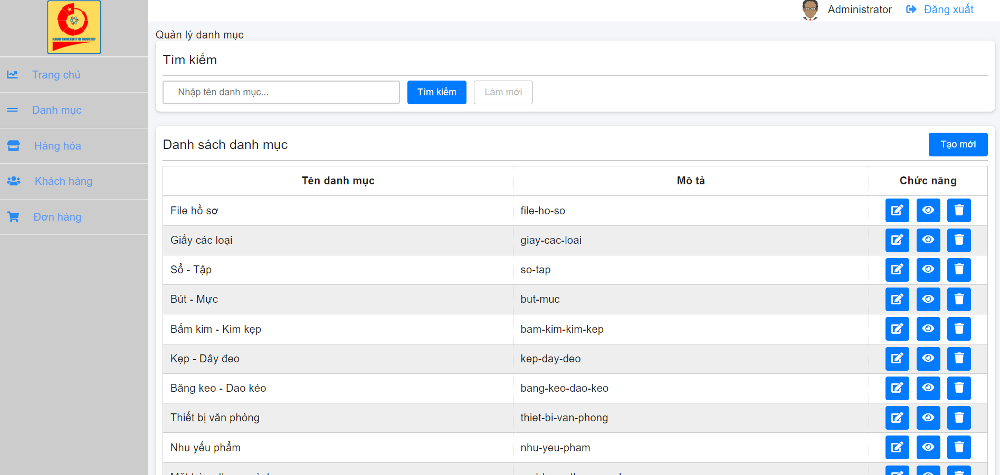 HANOI UNIVERSITY OF INDUSTRY
Administrator Đăng xuất
Trang chủ
Danh mục
Hàng hóa
Khách hàng
Đơn hàng
Quản lý danh mục
Tìm kiếm
Nhập tên danh mục... Tìm kiếm Làm mới
Danh sách danh mục Tạo mới
Tên danh mục Mô tả Chức năng
File hồ sơ file-ho-so
Giấy các loại giay-cac-loai
Sổ - Tập so-tap
Bút - Mực but-muc
Bấm kim - Kim kẹp bam-kim-kim-kep
Kẹp - Dây đeo kep-day-deo
Băng keo - Dao kéo bang-keo-dao-keo
Thiết bị văn phòng thiet-bi-van-phong
Nhu yếu phẩm nhu-yeu-pham